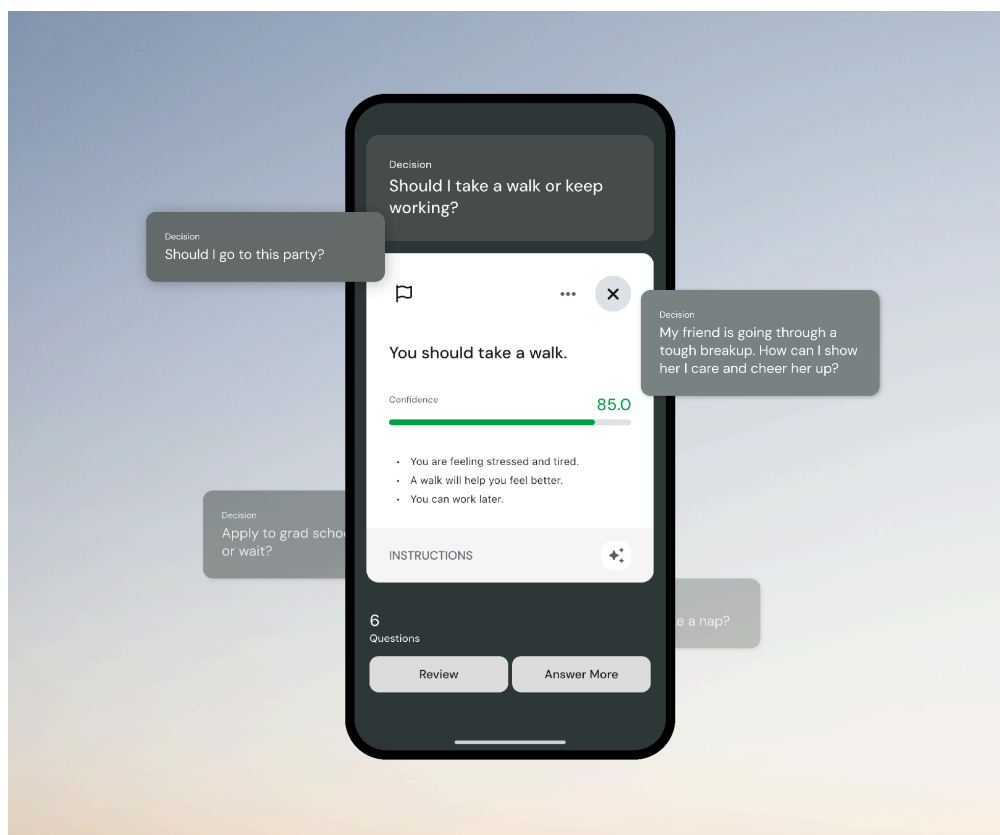 Decision
Should I take a walk or keep
working?
Decision
Should I go to this party?
Decision
My friend is going through a
tough breakup. How can I show
her I care and cheer her up?
You should take a walk.
Confidence
85.0
• You are feeling stressed and tired.
• A walk will help you feel better.
• You can work later.
Decision
Apply to grad
or wait?
INSTRUCTIONS
a nap?
6
Questions
Review
Answer More